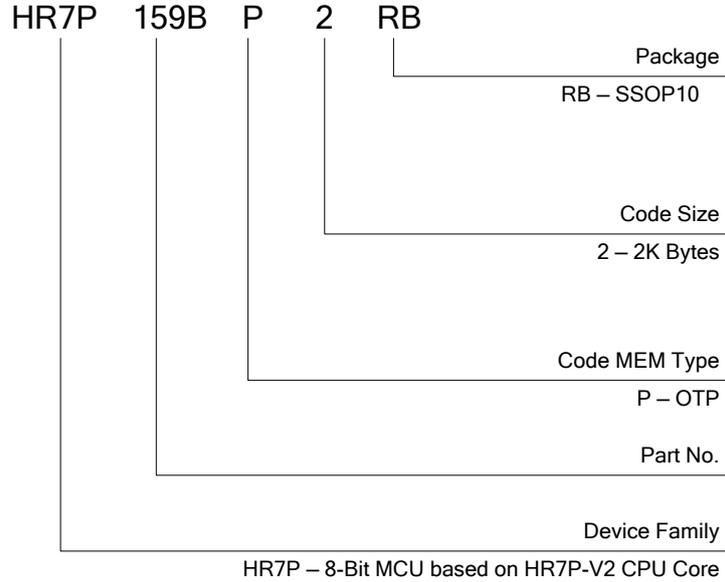 HR7P 159B P 2 RB
Package
RB – SSOP10
Code Size
2 – 2K Bytes
Code MEM Type
P – OTP
Part No.
Device Family
HR7P – 8-Bit MCU based on HR7P-V2 CPU Core